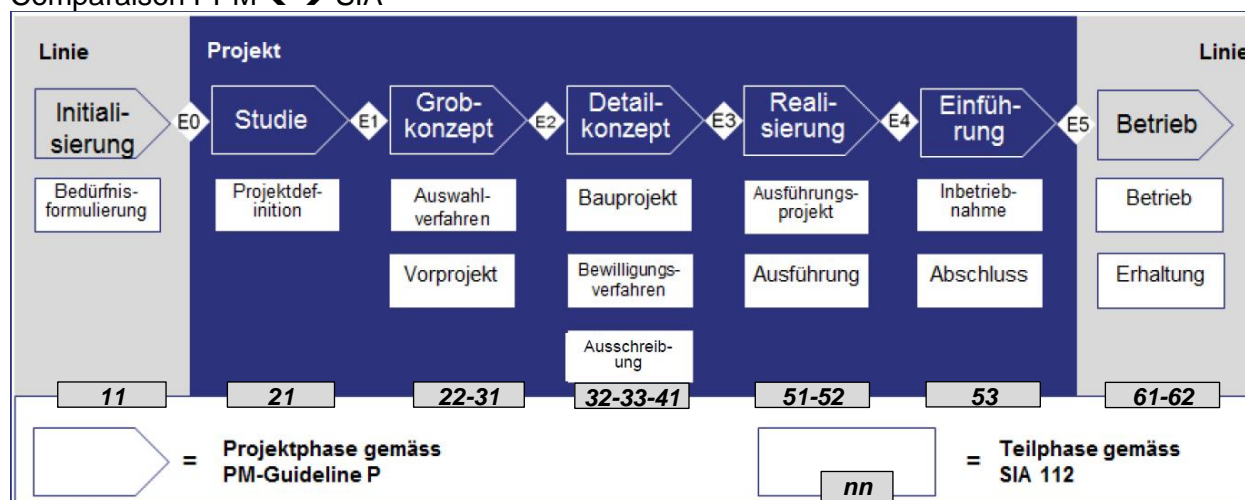 Comparaison PPM <-> SIA
Linie
Projekt
Linie
Initiali-
sierung
E0
Studie
E1
Grob-
konzept
E2
Detail-
konzept
E3
Reali-
sierung
E4
Einfüh-
rung
E5
Betrieb
Bedürfnis-
formulierung
Projektdef-
inition
Auswahl-
verfahren
Bauprojekt
Ausführungs-
projekt
Inbetrieb-
nahme
Betrieb
Vorprojekt
Bewilligungs-
verfahren
Ausführung
Abschluss
Erhaltung
Ausschreib-
ung
11
21
22-31
32-33-41
51-52
53
61-62
=
Projektphase gemäss
PM-Guideline P
nn
=
Teilphase gemäss
SIA 112